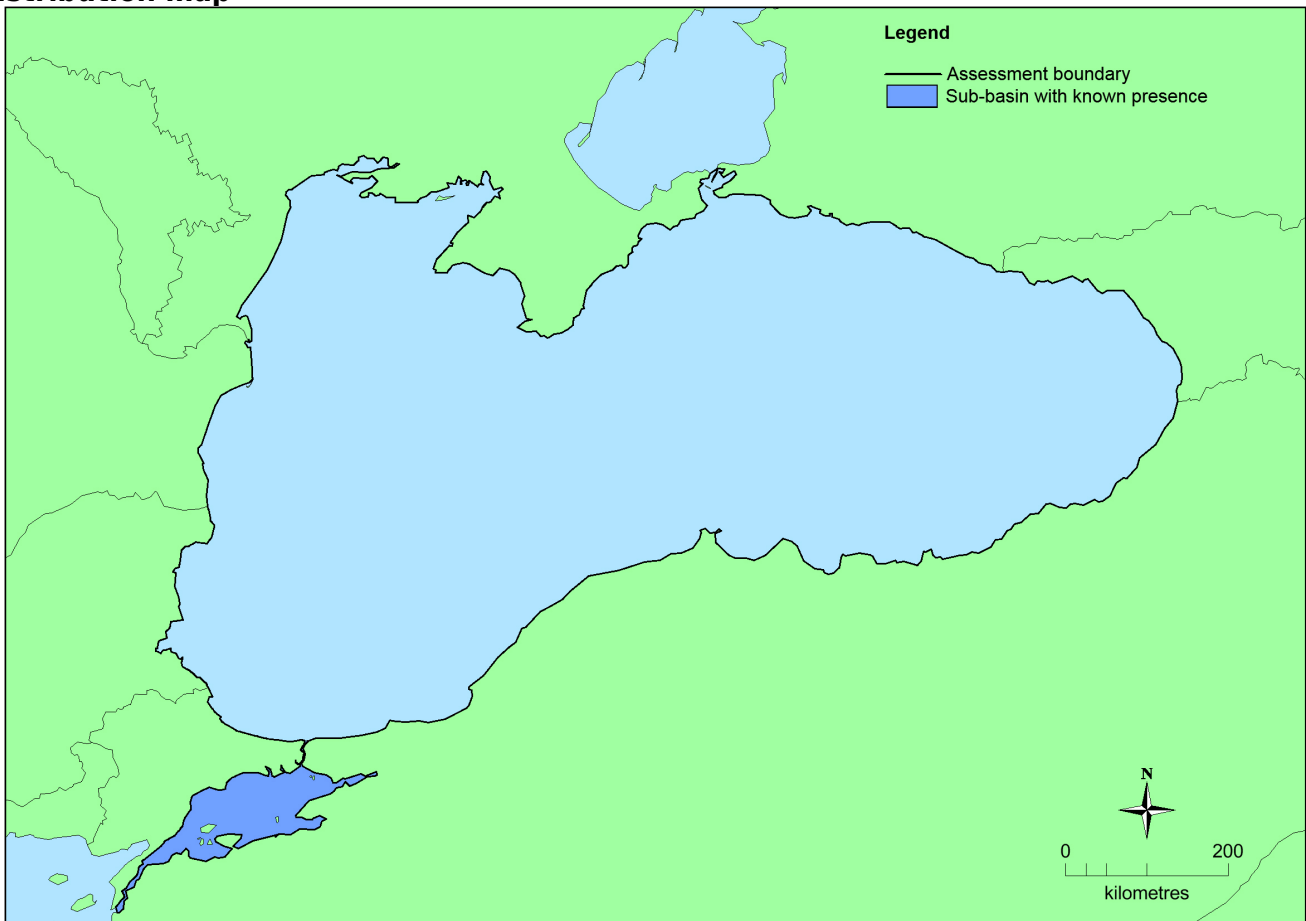 Legend
Assessment boundary
Sub-basin with known presence
N
0 200
kilometres